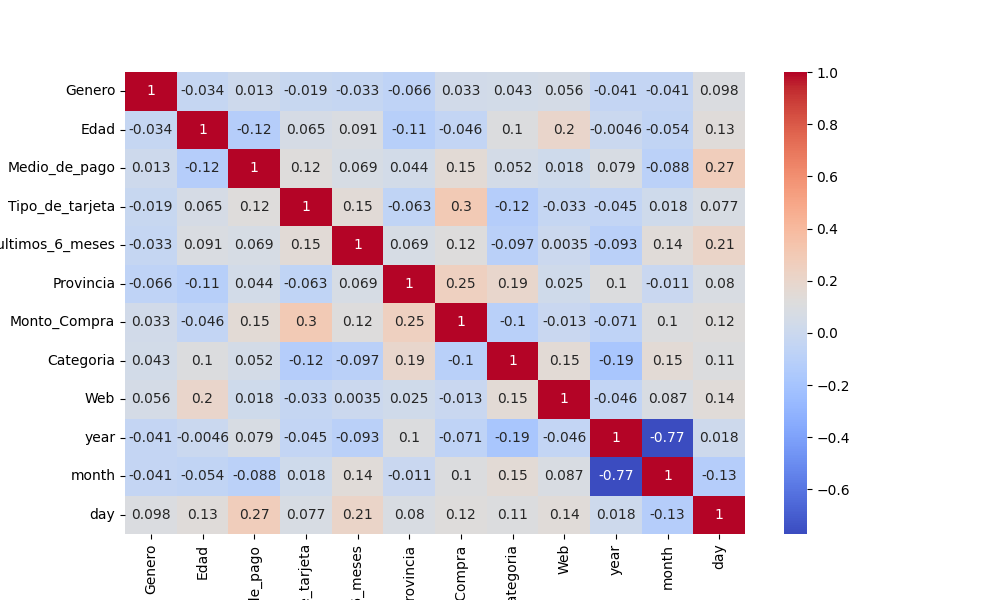 Genero 1 -0.034 0.013 -0.019 -0.033 -0.066 0.033 0.043 0.056 -0.041 -0.041 0.098
Edad -0.034 1 -0.12 0.065 0.091 -0.11 -0.046 0.1 0.2 -0.0046 -0.054 0.13
Medio_de_pago 0.013 -0.12 1 0.12 0.069 0.044 0.15 0.052 0.018 0.079 -0.088 0.27
Tipo_de_tarjeta -0.019 0.065 0.12 1 0.15 -0.063 0.3 -0.12 -0.033 -0.045 0.018 0.077
ultimos_6_meses -0.033 0.091 0.069 0.15 1 0.069 0.12 -0.097 0.0035 -0.093 0.14 0.21
Provincia -0.066 -0.11 0.044 -0.063 0.069 1 0.25 0.19 0.025 0.1 -0.011 0.08
Monto_Compra 0.033 -0.046 0.15 0.3 0.12 0.25 1 -0.1 -0.013 -0.071 0.1 0.12
Categoria 0.043 0.1 0.052 -0.12 -0.097 0.19 -0.1 1 0.15 -0.19 0.15 0.11
Web 0.056 0.2 0.018 -0.033 0.0035 0.025 -0.013 0.15 1 -0.046 0.087 0.14
year -0.041 -0.0046 0.079 -0.045 -0.093 0.1 -0.071 -0.19 -0.046 1 -0.77 0.018
month -0.041 -0.054 -0.088 0.018 0.14 -0.011 0.1 0.15 0.087 -0.77 1 -0.13
day 0.098 0.13 0.27 0.077 0.21 0.08 0.12 0.11 0.14 0.018 -0.13 1
Genero
Edad
de_pago
e_tarjeta
6_meses
rovincia
Compra
ategoria
Web
year
month
day
1.0
0.8
0.6
0.4
0.2
0.0
−0.2
−0.4
−0.6